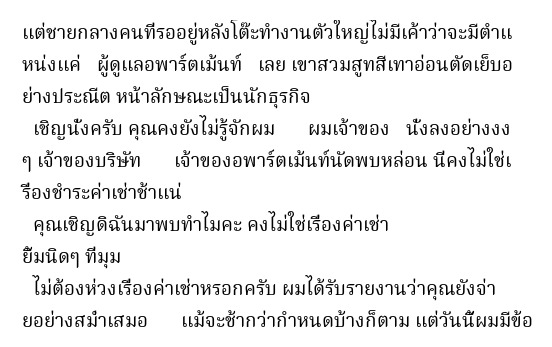 แต่ชายกลางคนที่รออยู่หลังโต๊ะทำงานตัวใหญ่ไม่มีเค้าว่าจะมีตำแ
หน่งแค่ ผู้ดูแลอพาร์ตเม้นท์ เลย เขาสวมสูทสีเทาอ่อนตัดเย็บอ
ย่างประณีต หน้าลักษณะเป็นนักธุรกิจ
เชิญนั่งครับ คุณคงยังไม่รู้จักผม ผมเจ้าของ นั่งลงอย่างงง
ๆ เจ้าของบริษัท เจ้าของอพาร์ตเม้นท์นัดพบหล่อน นี่คงไม่ใช่เ
รื่องชำระค่าเช่าช้าแน่
คุณเชิญดิฉันมาพบทำไมคะ คงไม่ใช่เรื่องค่าเช่า
ยิ้มนิดๆ ที่มุม
ไม่ต้องห่วงเรื่องค่าเช่าหรอกครับ ผมได้รับรายงานว่าคุณยังจ่า
ยอย่างสม่ำเสมอ แม้จะช้ากว่ากำหนดบ้างก็ตาม แต่วันนี้ผมมีข้อ